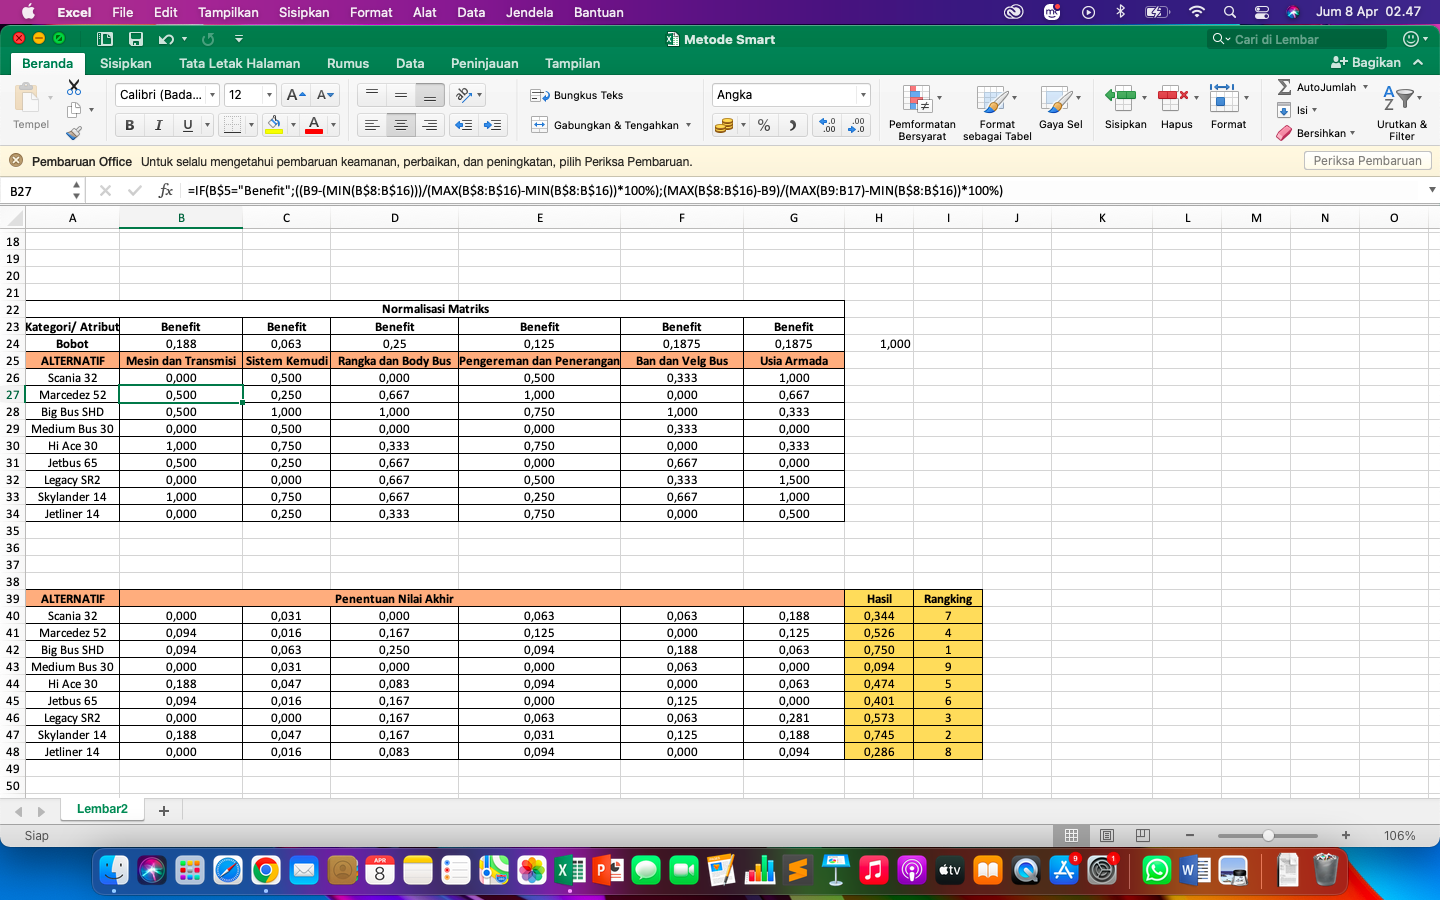 Excel File Edit Tampilkan Sisipkan Format Alat Data Jendela Bantuan Jum 8 Apr 02.47
Metode Smart
Cari di Lembar
Beranda Sisipkan Tata Letak Halaman Rumus Data Peninjauan Tampilan Bagikan
Tempel
Calibri (Bada... 12 A A
B I U A
Bungkus Teks
Gabungkan & Tengahkan
Angka
%
Pemformatan Bersyarat
Format sebagai Tabel
Gaya Sel
Sisipkan Hapus Format
AutoJumlah
Isi
Bersihkan
Urutkan & Filter
Pembaruan Office Untuk selalu mengetahui pembaruan keamanan, perbaikan, dan peningkatan, pilih Periksa Pembaruan. Periksa Pembaruan
B27 fx =IF(B$5="Benefit";((B9-(MIN(B$8:B$16)))/(MAX(B$8:B$16)-MIN(B$8:B$16))*100%);(MAX(B$8:B$16)-B9)/(MAX(B9:B17)-MIN(B$8:B$16))*100%)
A B C D E F G H I J K L M N O
18
19
20
21
22 Normalisasi Matriks
23 Kategori/ Atribut Benefit Benefit Benefit Benefit Benefit Benefit
24 Bobot 0,188 0,063 0,25 0,125 0,1875 0,1875 1,000
25 ALTERNATIF Mesin dan Transmisi Sistem Kemudi Rangka dan Body Bus Pengereman dan Penerangan Ban dan Velg Bus Usia Armada
26 Scania 32 0,000 0,500 0,000 0,500 0,333 1,000
27 Marcedez 52 0,500 0,250 0,667 1,000 0,000 0,667
28 Big Bus SHD 0,500 1,000 1,000 0,750 1,000 0,333
29 Medium Bus 30 0,000 0,500 0,000 0,000 0,333 0,000
30 Hi Ace 30 1,000 0,750 0,333 0,750 0,000 0,333
31 Jetbus 65 0,500 0,250 0,667 0,000 0,667 0,000
32 Legacy SR2 0,000 0,000 0,667 0,500 0,333 1,500
33 Skylander 14 1,000 0,750 0,667 0,250 0,667 1,000
34 Jetliner 14 0,000 0,250 0,333 0,750 0,000 0,500
35
36
37
38
39 ALTERNATIF Penentuan Nilai Akhir Hasil Rangking
40 Scania 32 0,000 0,031 0,000 0,063 0,063 0,188 0,344 7
41 Marcedez 52 0,094 0,016 0,167 0,125 0,000 0,125 0,526 4
42 Big Bus SHD 0,094 0,063 0,250 0,094 0,188 0,063 0,750 1
43 Medium Bus 30 0,000 0,031 0,000 0,000 0,063 0,000 0,094 9
44 Hi Ace 30 0,188 0,047 0,083 0,094 0,000 0,063 0,474 5
45 Jetbus 65 0,094 0,016 0,167 0,000 0,125 0,000 0,401 6
46 Legacy SR2 0,000 0,000 0,167 0,063 0,063 0,281 0,573 3
47 Skylander 14 0,188 0,047 0,167 0,031 0,125 0,188 0,745 2
48 Jetliner 14 0,000 0,016 0,083 0,094 0,000 0,094 0,286 8
49
50
Lembar2
Siap 106%
APR 8 tv 9 1